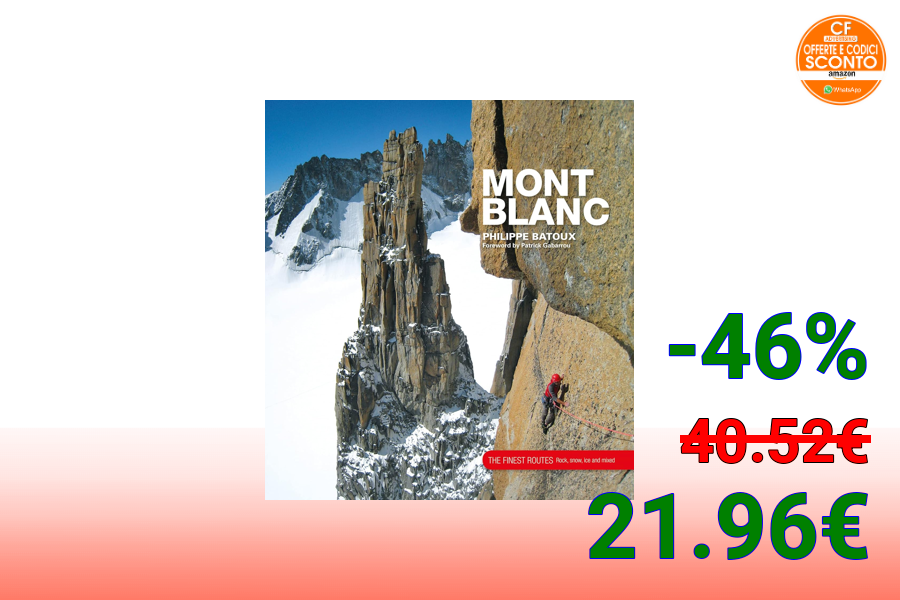 CF
ADVERTISING
OFFERTE E CODICI
SCONTO
amazon
WhatsApp
MONT
BLANC
PHILIPPE BATOUX
Foreword by Patrick Gabarrou
-46%
40.52€
THE FINEST ROUTES Rock, snow, ice and mixed
21.96€